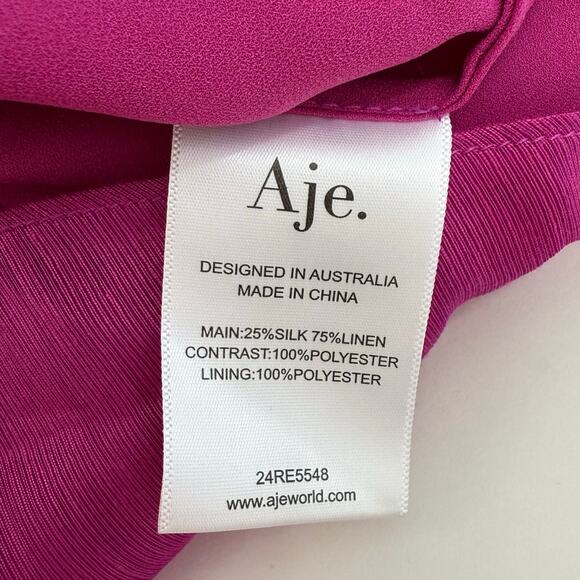 Aje.
DESIGNED IN AUSTRALIA
MADE IN CHINA
MAIN:25%SILK 75%LINEN
CONTRAST:100%POLYESTER
LINING:100%POLYESTER
24RE5548
www.ajeworld.com